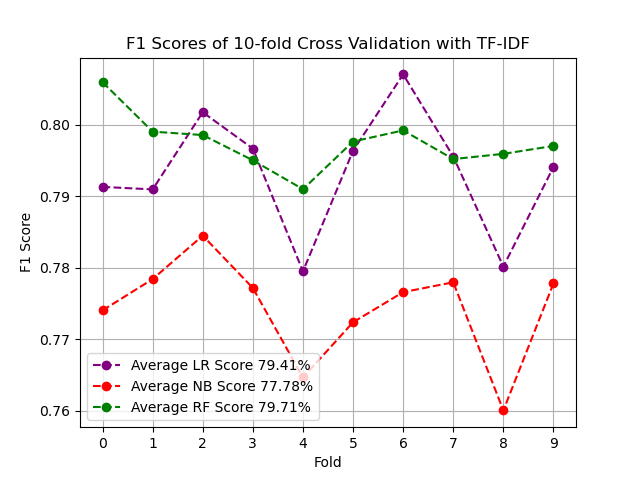 F1 Scores of 10-fold Cross Validation with TF-IDF
F1 Score
0.80
0.79
0.78
0.77
0.76
Average LR Score 79.41%
Average NB Score 77.78%
Average RF Score 79.71%
0 1 2 3 4 5 6 7 8 9
Fold